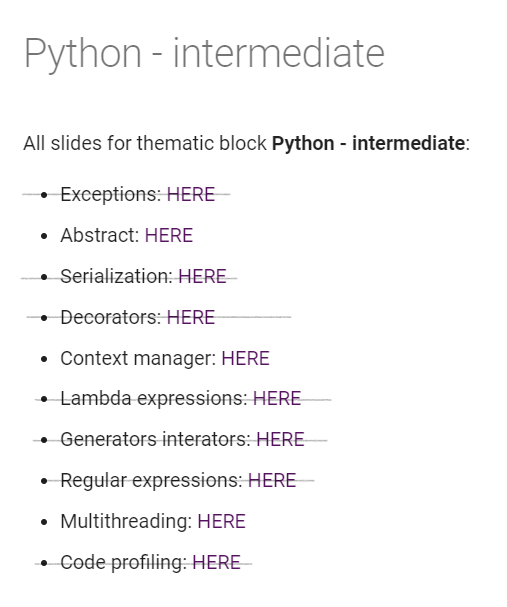 Python - intermediate
All slides for thematic block Python - intermediate:
Exceptions: HERE
Abstract: HERE
Serialization: HERE
Decorators: HERE
Context manager: HERE
Lambda expressions: HERE
Generators interators: HERE
Regular expressions: HERE
Multithreading: HERE
Code profiling: HERE